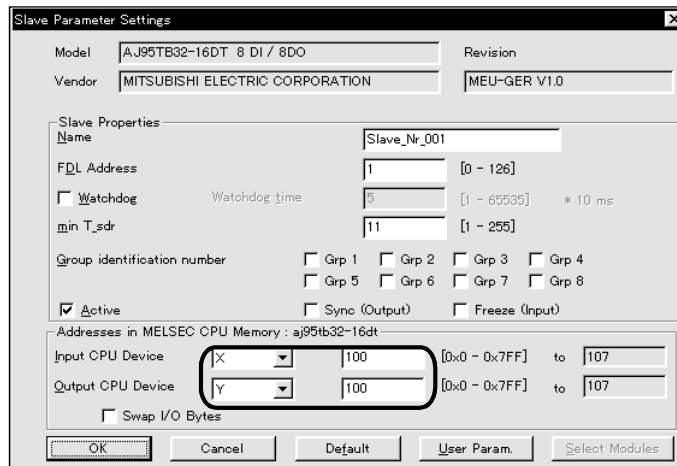 Slave Parameter Settings
Model AJ95TB32-16DT 8 DI / 8DO Revision
Vendor MITSUBISHI ELECTRIC CORPORATION MEU-GER V1.0
Slave Properties
Name Slave_Nr_001
FDL Address 1 [0 - 126]
Watchdog Watchdog time 5 [1 - 65535] * 10 ms
min T_sdr 11 [1 - 255]
Group identification number Grp 1 Grp 2 Grp 3 Grp 4
Grp 5 Grp 6 Grp 7 Grp 8
Active Sync (Output) Freeze (Input)
Addresses in MELSEC CPU Memory : aj95tb32-16dt
Input CPU Device X 100 [0x0 - 0x7FF] to 107
Output CPU Device Y 100 [0x0 - 0x7FF] to 107
Swap I/O Bytes
OK Cancel Default User Param. Select Modules